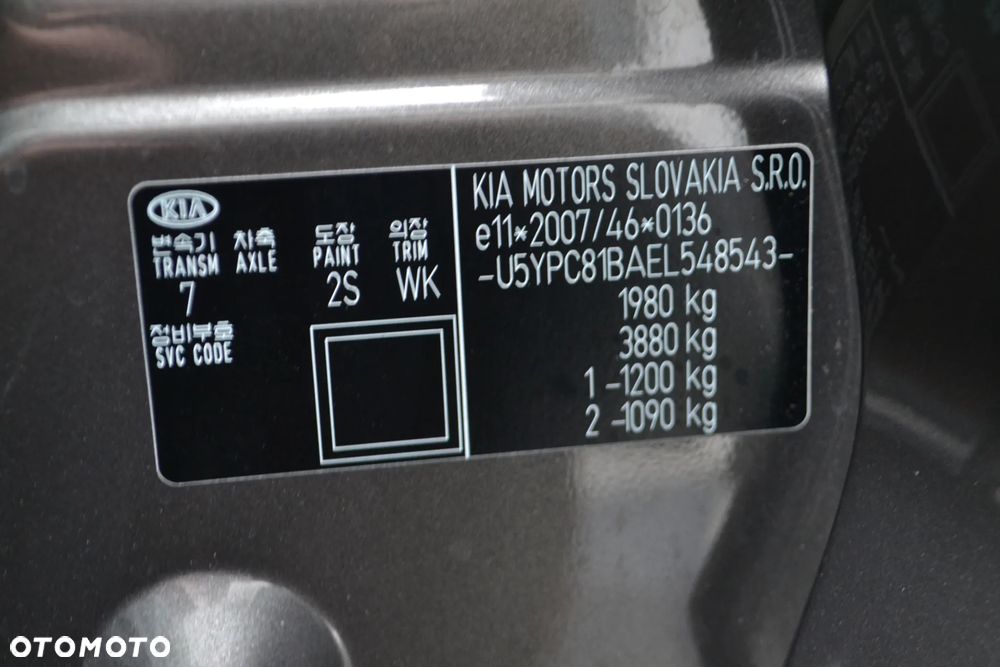 KIA
변속기 차축 도장 의장
TRANSM AXLE PAINT TRIM
7 2S WK
정비부호
SVC CODE
KIA MOTORS SLOVAKIA S.R.O.
e11*2007/46*0136
-U5YPC81BAEL548543-
1980 kg
3880 kg
1 -1200 kg
2 -1090 kg
OTOMOTO